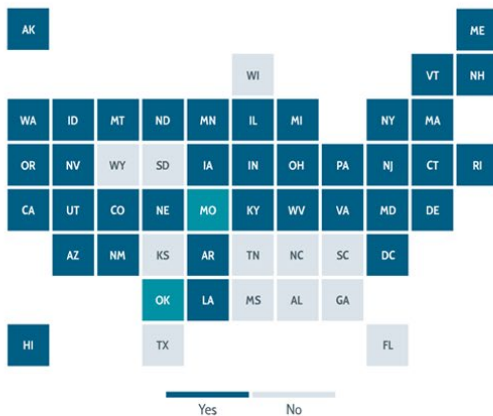 AK ME
WI VT NH
WA ID MT ND MN IL MI NY MA
OR NV WY SD IA IN OH PA NJ CT RI
CA UT CO NE MO KY WV VA MD DE
AZ NM KS AR TN NC SC DC
OK LA MS AL GA
HI TX FL
Yes No